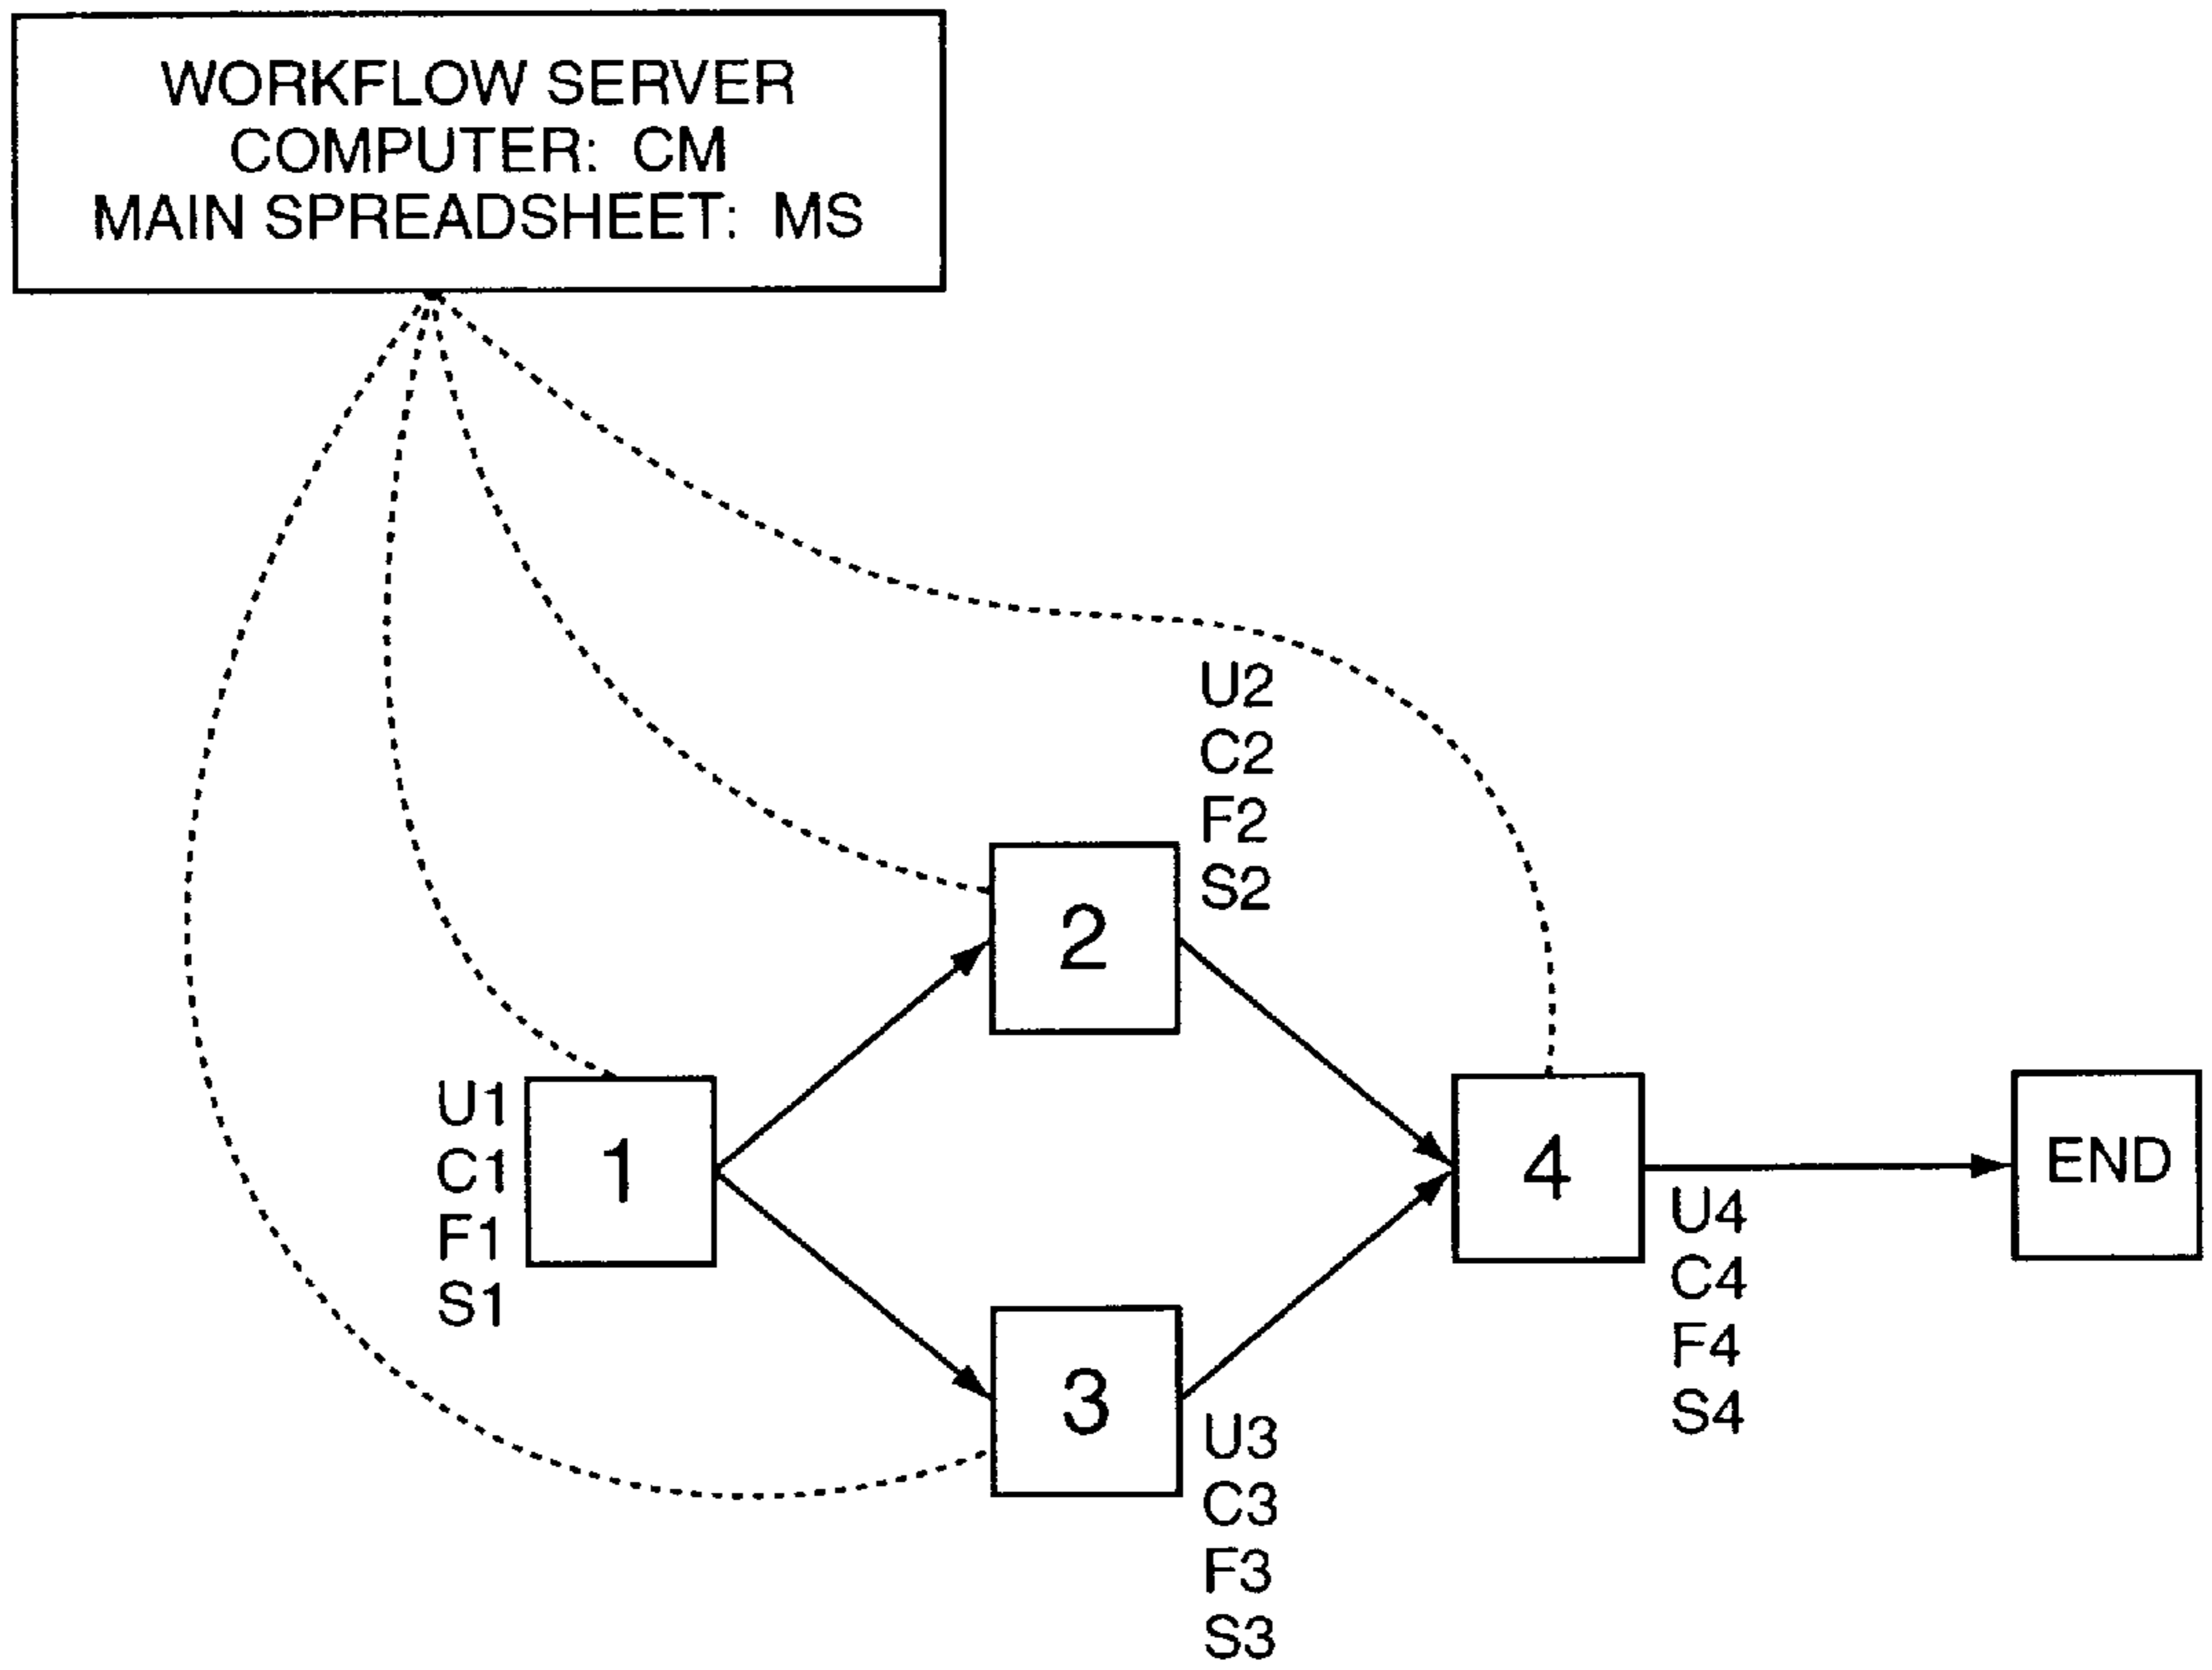 WORKFLOW SERVER
COMPUTER: CM
MAIN SPREADSHEET: MS
U2
C2
F2
S2
2
U1
C1
F1
S1
1
4
END
U4
C4
F4
S4
3
U3
C3
F3
S3